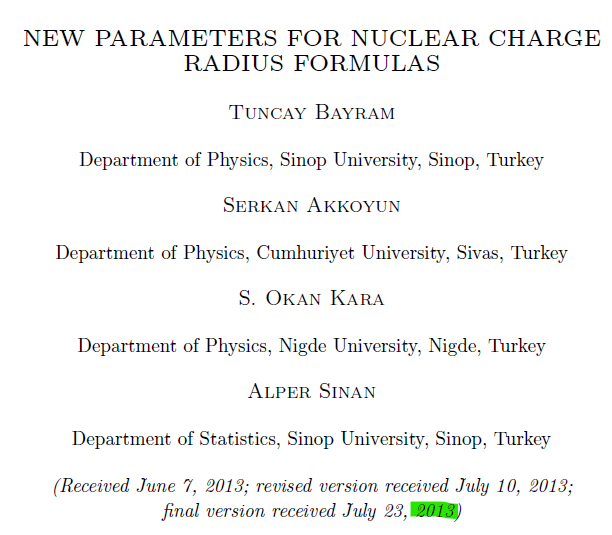 NEW PARAMETERS FOR NUCLEAR CHARGE
RADIUS FORMULAS
Tuncay Bayram
Department of Physics, Sinop University, Sinop, Turkey
Serkan Akkoyun
Department of Physics, Cumhuriyet University, Sivas, Turkey
S. Okan Kara
Department of Physics, Nigde University, Nigde, Turkey
Alper Sinan
Department of Statistics, Sinop University, Sinop, Turkey
(Received June 7, 2013; revised version received July 10, 2013;
final version received July 23, 2013)